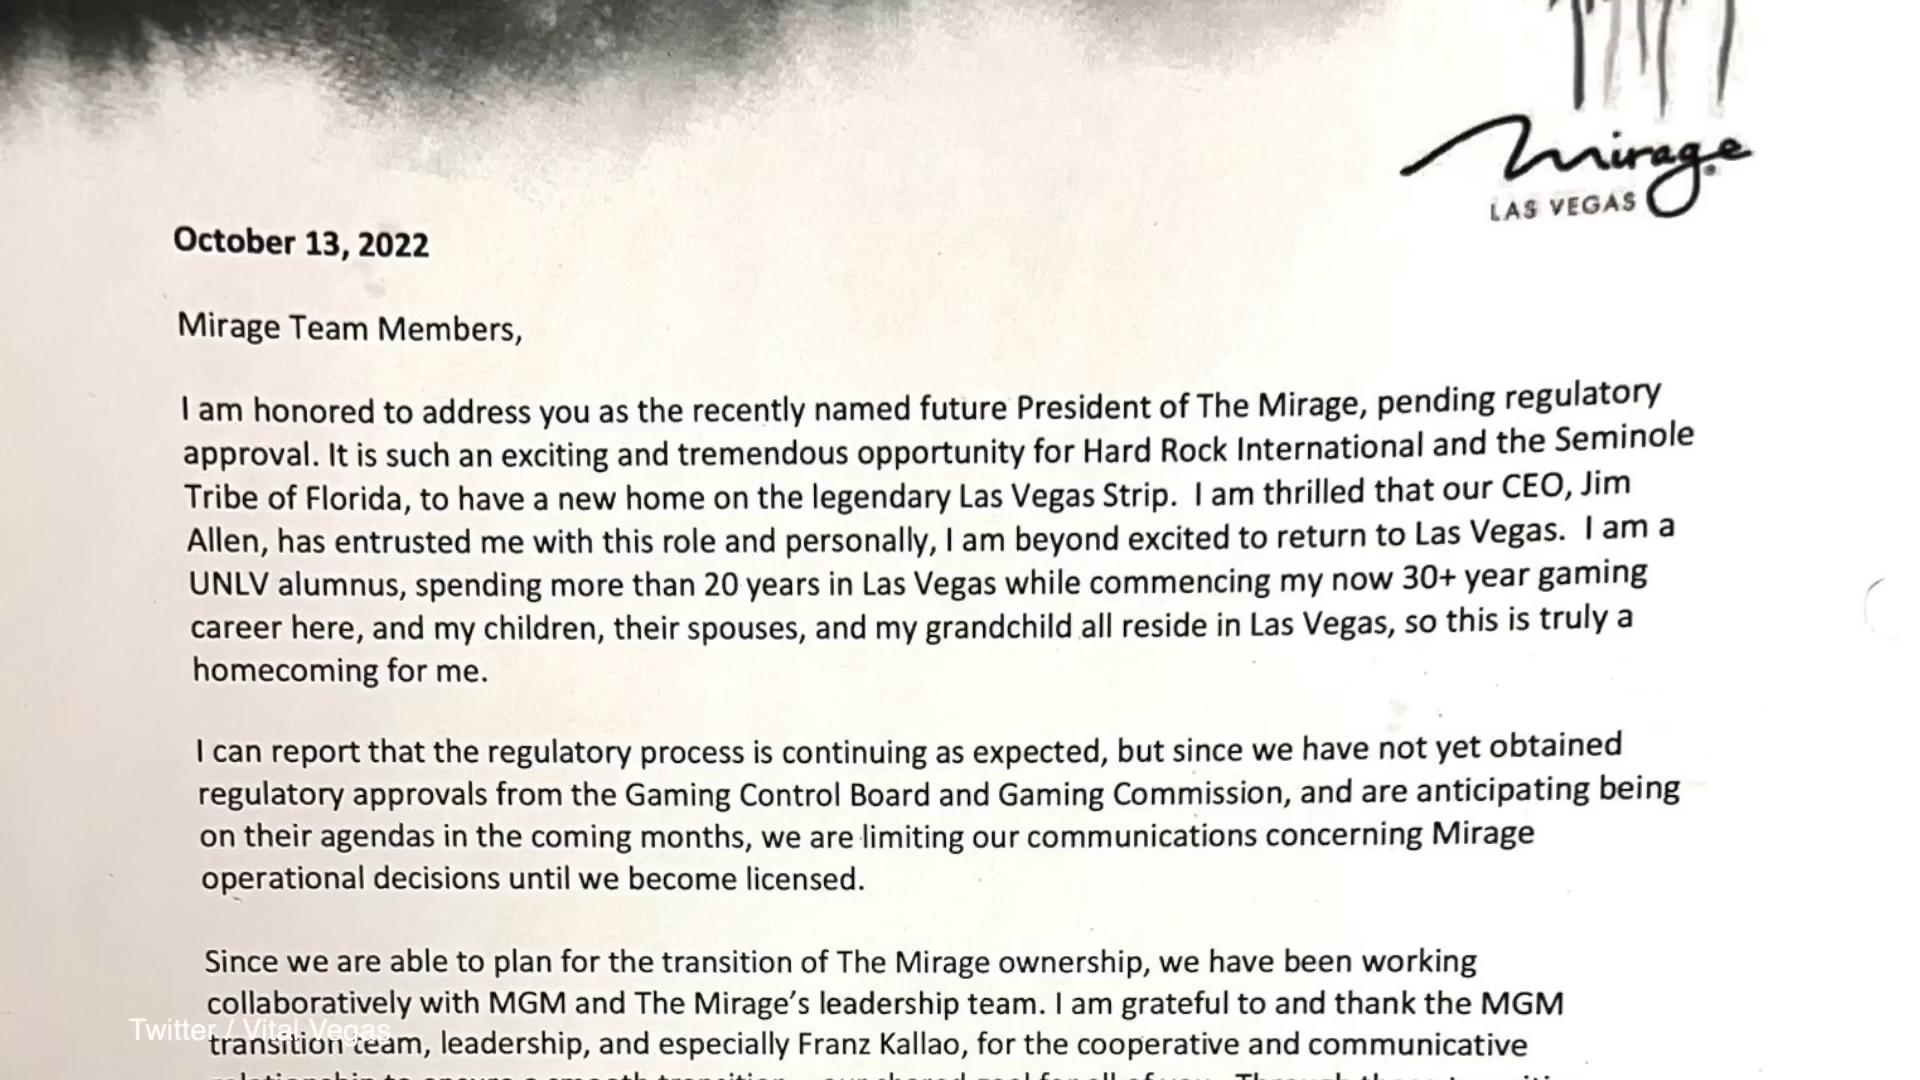 Mirage
LAS VEGAS
October 13, 2022
Mirage Team Members,
I am honored to address you as the recently named future President of The Mirage, pending regulatory
approval. It is such an exciting and tremendous opportunity for Hard Rock International and the Seminole
Tribe of Florida, to have a new home on the legendary Las Vegas Strip.  I am thrilled that our CEO, Jim
Allen, has entrusted me with this role and personally, I am beyond excited to return to Las Vegas.  I am a
UNLV alumnus, spending more than 20 years in Las Vegas while commencing my now 30+ year gaming
career here, and my children, their spouses, and my grandchild all reside in Las Vegas, so this is truly a
homecoming for me.
I can report that the regulatory process is continuing as expected, but since we have not yet obtained
regulatory approvals from the Gaming Control Board and Gaming Commission, and are anticipating being
on their agendas in the coming months, we are limiting our communications concerning Mirage
operational decisions until we become licensed.
Since we are able to plan for the transition of The Mirage ownership, we have been working
collaboratively with MGM and The Mirage’s leadership team. I am grateful to and thank the MGM
Twitter / Vital Vegas
transition team, leadership, and especially Franz Kallao, for the cooperative and communicative